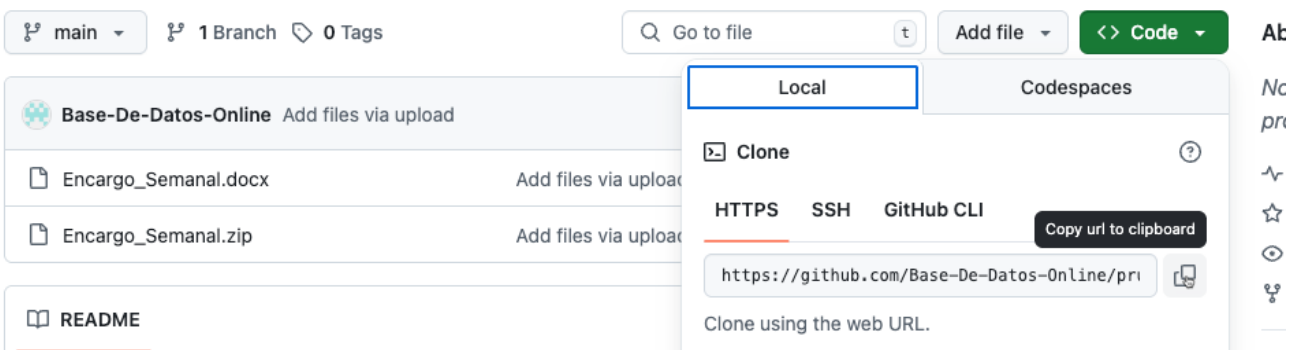 main 1 Branch 0 Tags Go to file t Add file Code
Local Codespaces
Base-De-Datos-Online Add files via upload
Clone
Encargo_Semanal.docx Add files via upload
HTTPS SSH GitHub CLI
Copy url to clipboard
Encargo_Semanal.zip Add files via upload
https://github.com/Base-De-Datos-Online/pru
README
Clone using the web URL.